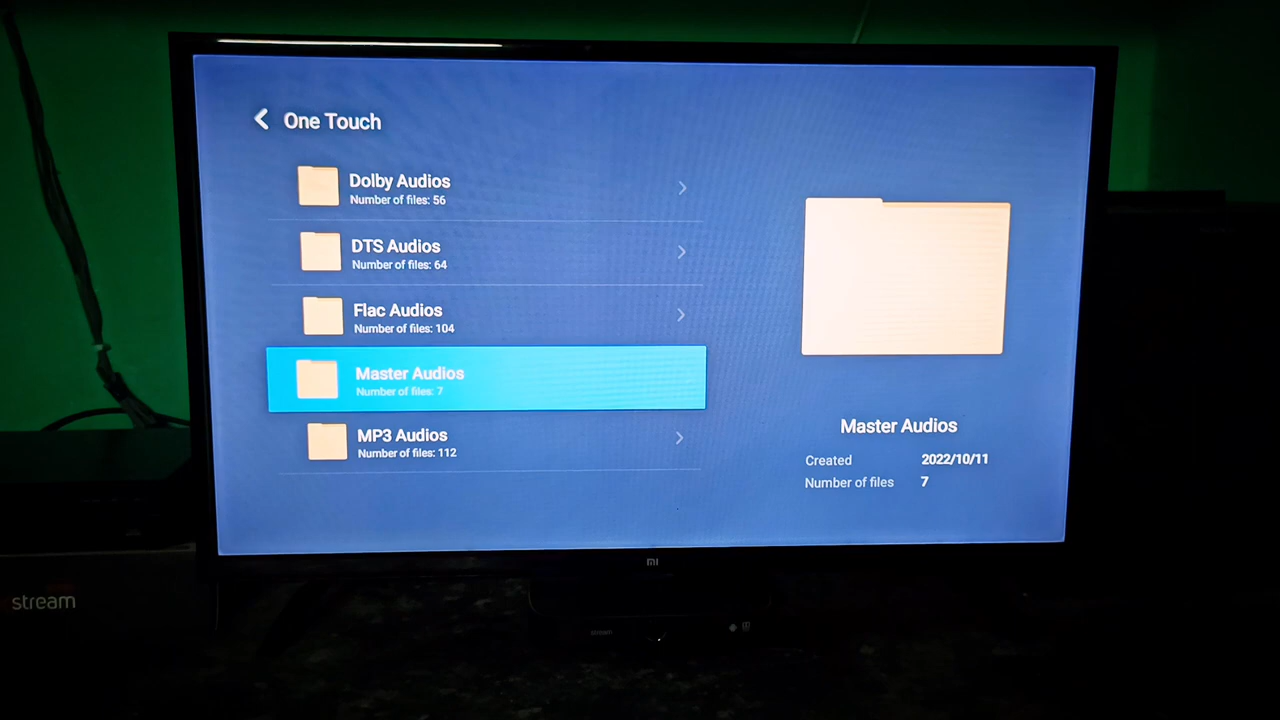 One Touch
Dolby Audios
Number of files: 56
DTS Audios
Number of files: 64
Flac Audios
Number of files: 104
Master Audios
Number of files: 7
MP3 Audios
Number of files: 112
Master Audios
Created 2022/10/11
Number of files 7
mi
stream
stream